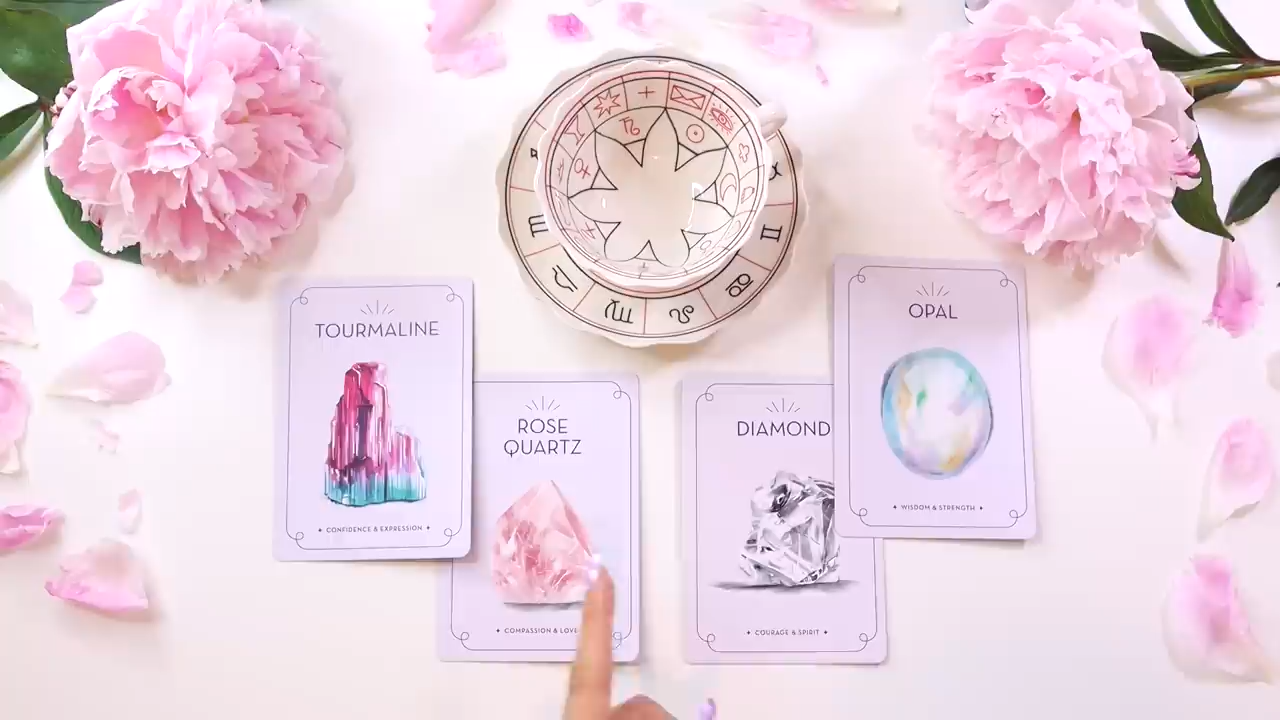 TOURMALINE
✦ CONFIDENCE & EXPRESSION ✦
ROSE
QUARTZ
✦ COMPASSION & LOVE
DIAMOND
✦ COURAGE & SPIRIT ✦
OPAL
✦ WISDOM & STRENGTH ✦